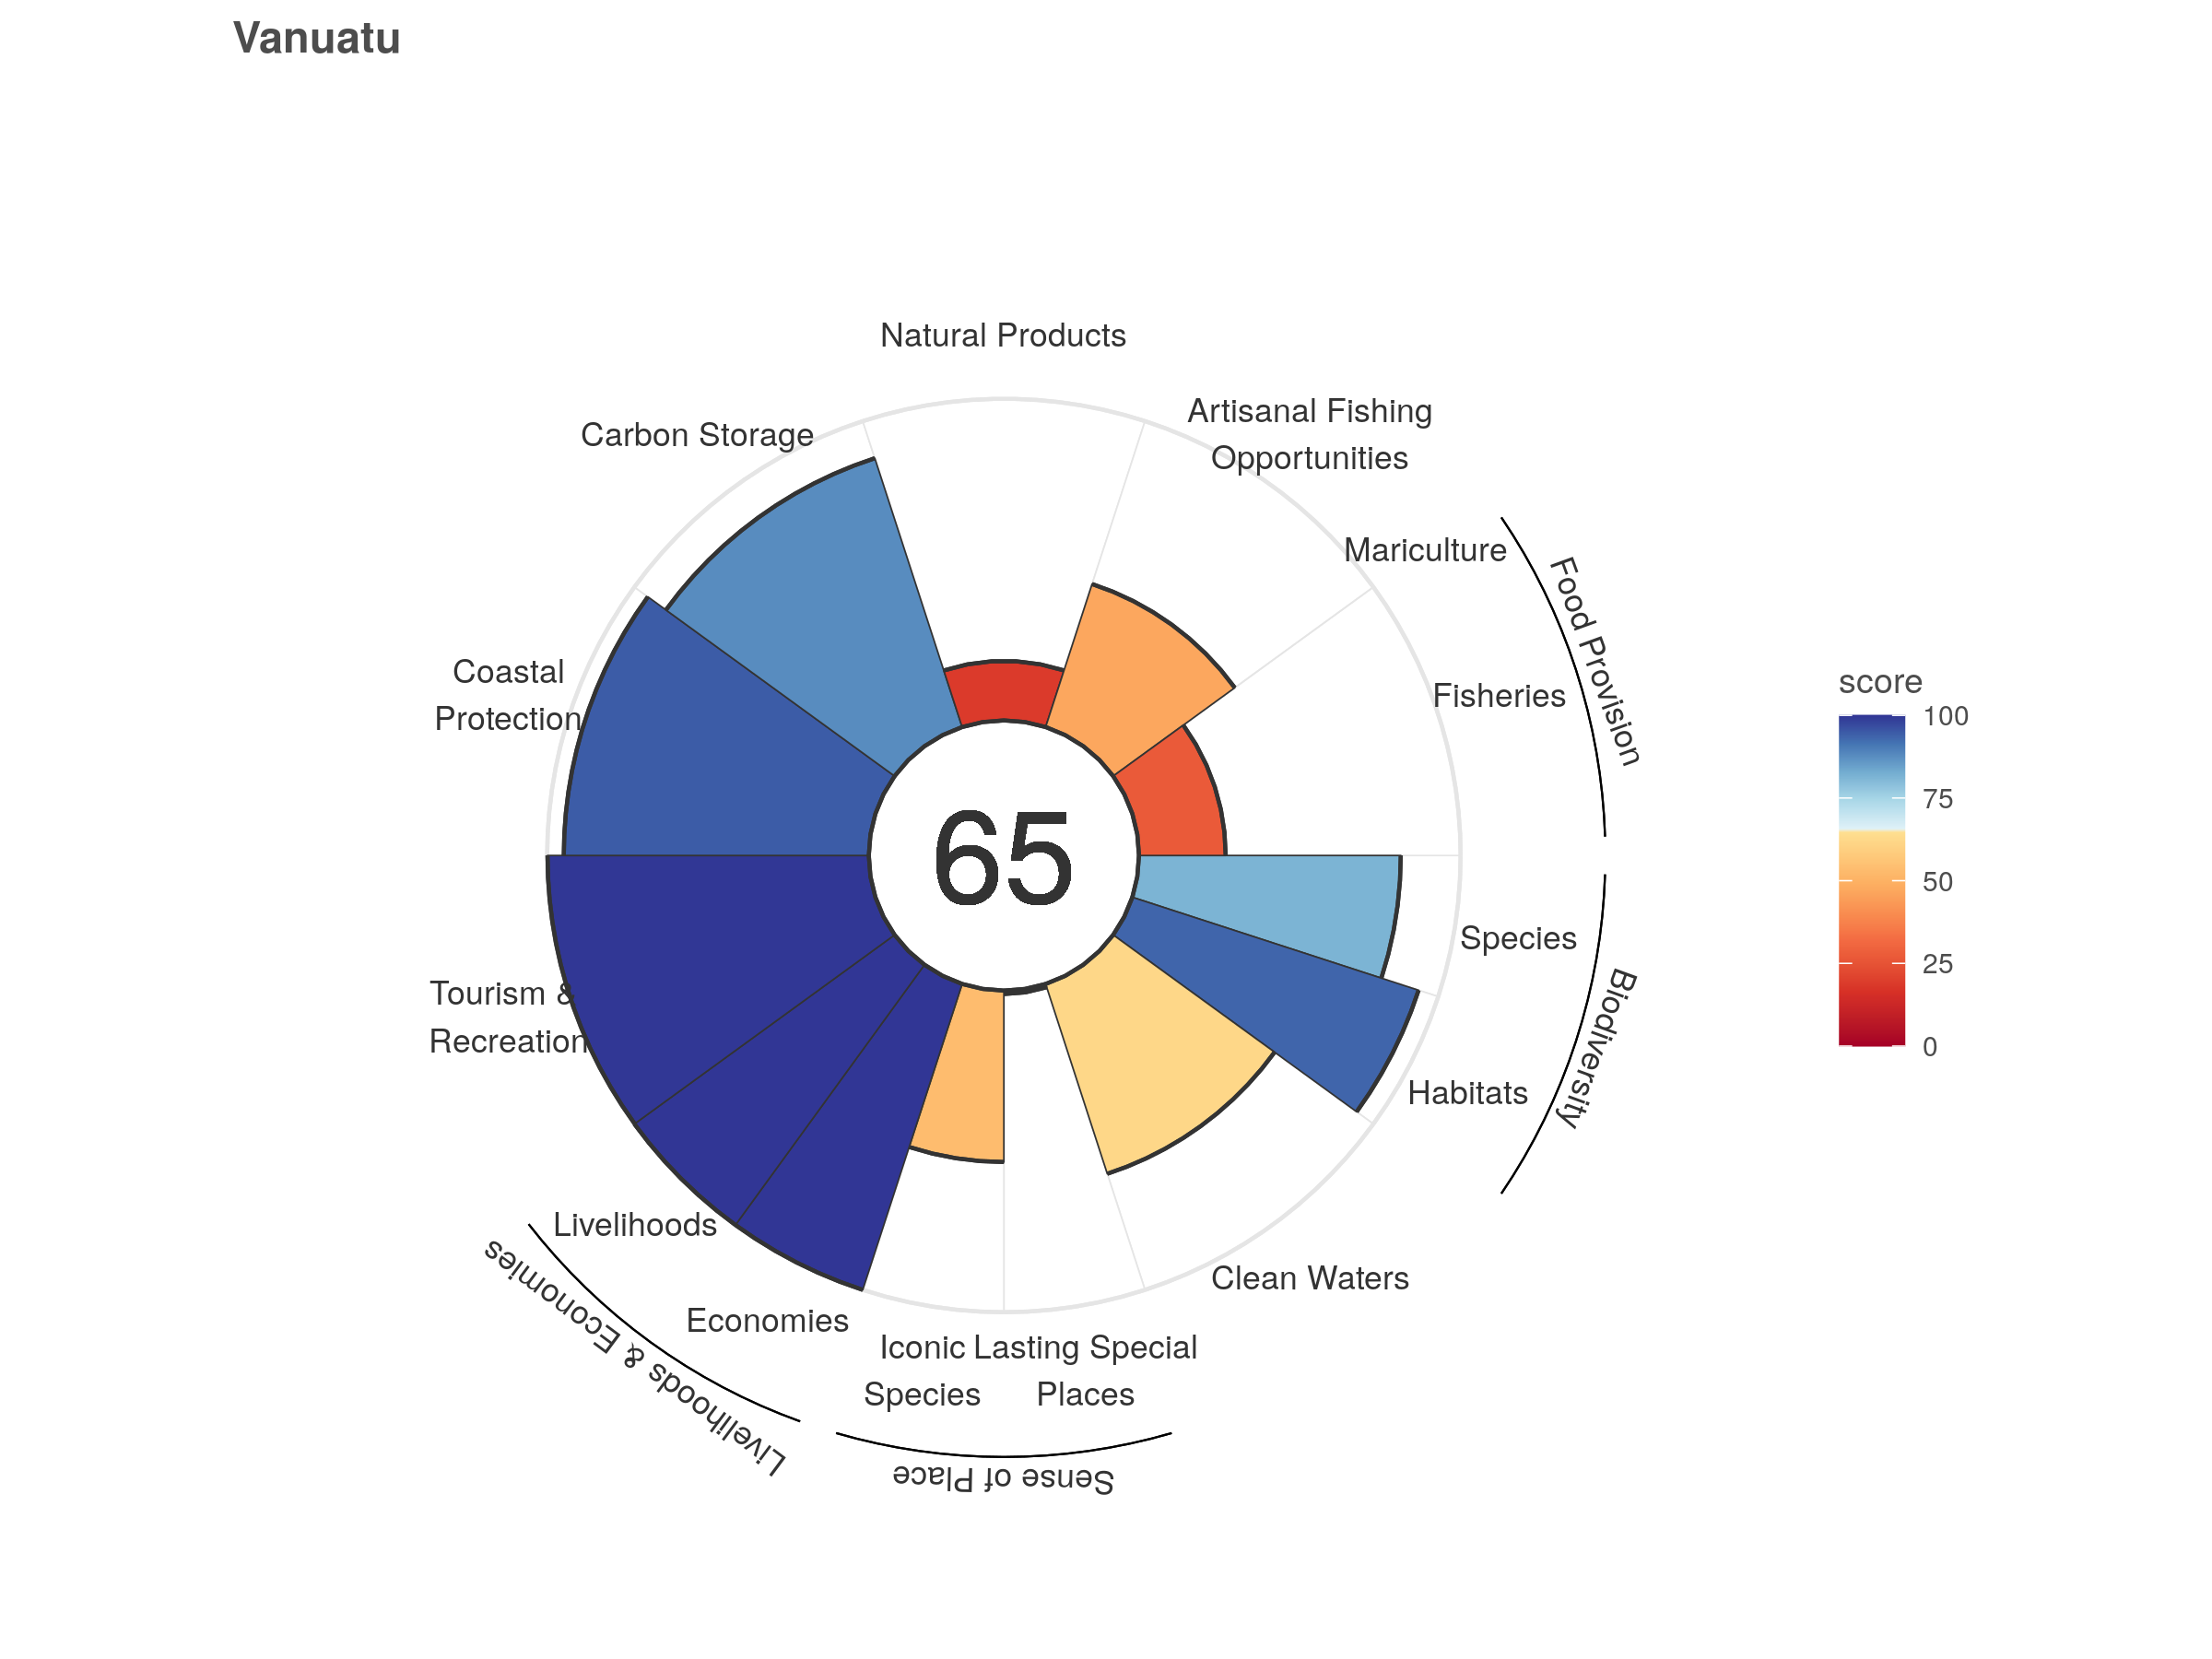 Vanuatu
Natural Products
Artisanal Fishing
Opportunities
Carbon Storage
Mariculture
Food Provision
Fisheries
Coastal
Protection
score
100
75
50
25
0
65
Species
Biodiversity
Habitats
Tourism &
Recreation
Livelihoods
Livelihoods & Economies
Economies
Clean Waters
Iconic
Species
Lasting Special
Places
Sense of Place